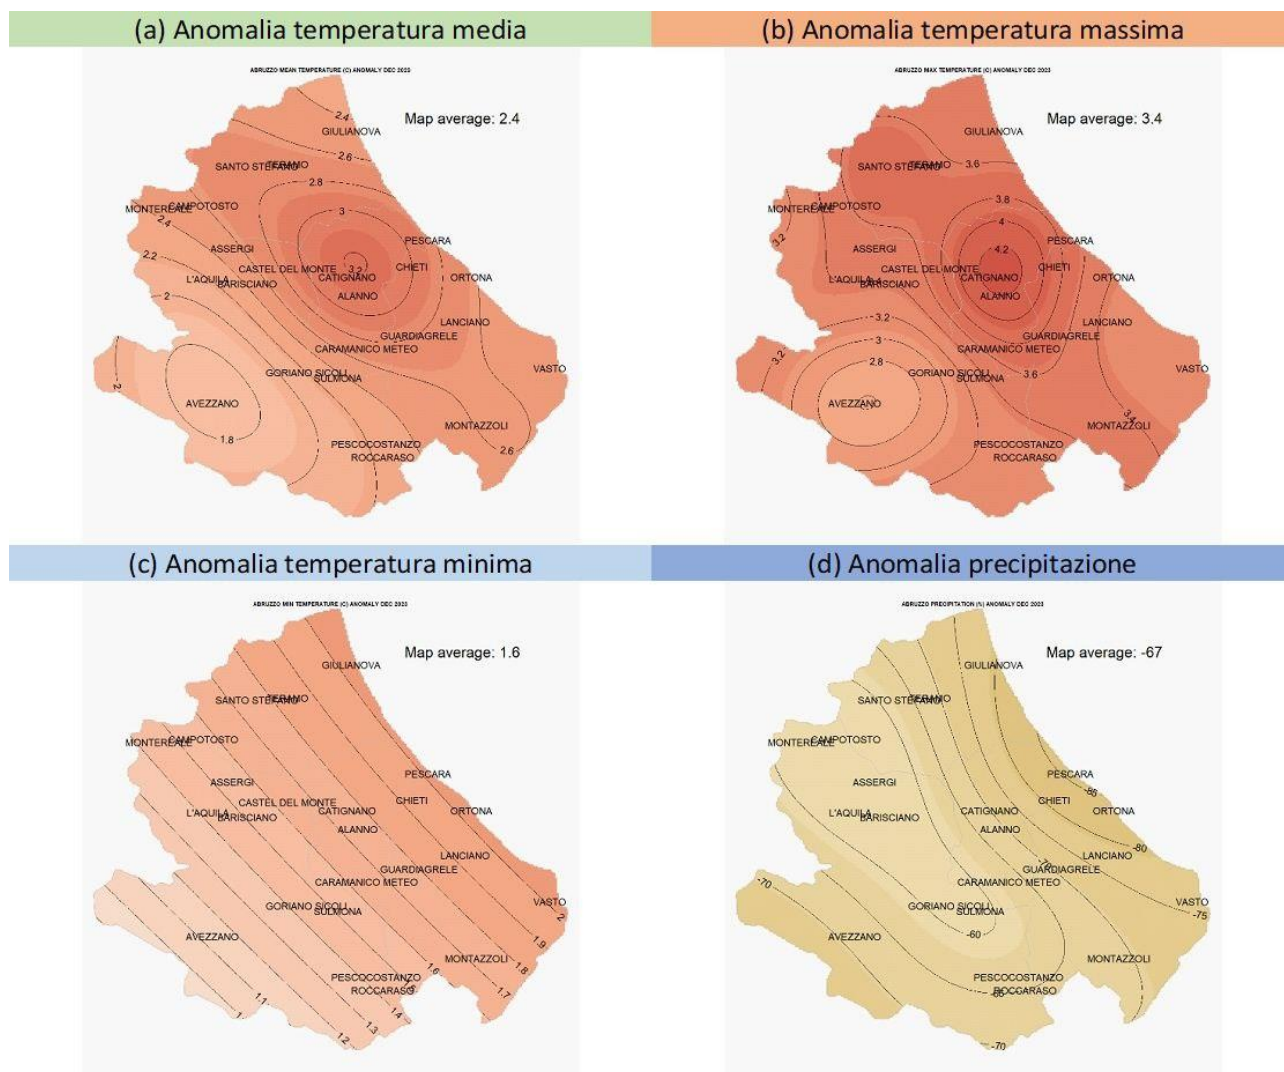 (a) Anomalia temperatura media
(b) Anomalia temperatura massima
ABRUZZO MEAN TEMPERATURE (C) ANOMALY DEC 2023
Map average: 2.4
2.4
GIULIANOVA
2.6
SANTO STEFANO
TERAMO
2.8
MONTEREALE
CAMPOTOSTO
2.4
3
PESCARA
ASSERGI
2.2
CASTEL DEL MONTE
3.2
CHIETI
L'AQUILA
BARISCIANO
CATIGNANO
ORTONA
2
ALANNO
LANCIANO
GUARDIAGRELE
CARAMANICO METEO
GORIANO SICOLI
SULMONA
VASTO
2
AVEZZANO
MONTAZZOLI
1.8
PESCOCOSTANZO
2.6
ROCCARASO
ABRUZZO MAX TEMPERATURE (C) ANOMALY DEC 2023
Map average: 3.4
GIULIANOVA
SANTO STEFANO
TERAMO
3.6
3.8
MONTEREALE
CAMPOTOSTO
4
3.2
PESCARA
ASSERGI
4.2
CASTEL DEL MONTE
CHIETI
L'AQUILA
3.4
BARISCIANO
CATIGNANO
ORTONA
ALANNO
3.2
LANCIANO
GUARDIAGRELE
3
CARAMANICO METEO
3.2
2.8
GORIANO SICOLI
SULMONA
3.6
VASTO
AVEZZANO
3.4
MONTAZZOLI
PESCOCOSTANZO
ROCCARASO
(c) Anomalia temperatura minima
(d) Anomalia precipitazione
ABRUZZO MIN TEMPERATURE (C) ANOMALY DEC 2023
Map average: 1.6
GIULIANOVA
SANTO STEFANO
TERAMO
MONTEREALE
CAMPOTOSTO
PESCARA
ASSERGI
CASTEL DEL MONTE
CHIETI
L'AQUILA
BARISCIANO
CATIGNANO
ORTONA
ALANNO
LANCIANO
GUARDIAGRELE
CARAMANICO METEO
GORIANO SICOLI
SULMONA
VASTO
2
AVEZZANO
1.9
MONTAZZOLI
1.8
1.6
PESCOCOSTANZO
1.5
1.7
ROCCARASO
1.1
1
1.4
1.3
1.2
ABRUZZO PRECIPITATION (%) ANOMALY DEC 2023
Map average: -67
GIULIANOVA
SANTO STEFANO
TERAMO
MONTEREALE
CAMPOTOSTO
PESCARA
ASSERGI
-85
CHIETI
L'AQUILA
BARISCIANO
CATIGNANO
ORTONA
ALANNO
-80
LANCIANO
-70
GUARDIAGRELE
CARAMANICO METEO
-70
GORIANO SICOLI
SULMONA
VASTO
-75
AVEZZANO
-60
MONTAZZOLI
PESCOCOSTANZO
-65
ROCCARASO
-70